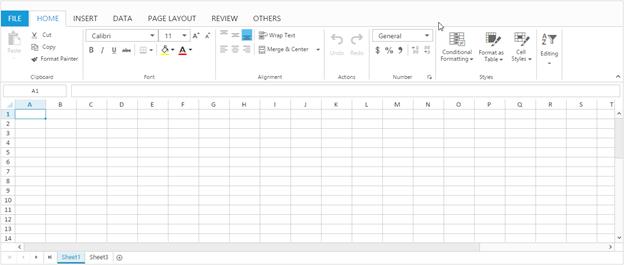 FILE HOME INSERT DATA PAGE LAYOUT REVIEW OTHERS
Paste
Cut
Copy
Format Painter
Clipboard
Calibri 11 A A
B I U abc A
Font
Wrap Text
Merge & Center
Alignment
Undo Redo
Actions
General
$ % 9
Number
Conditional Formatting
Format as Table
Cell Styles
Styles
A Z
Editing
A1
A B C D E F G H I J K L M N O P Q R S T
1
2
3
4
5
6
7
8
9
10
11
12
13
14
Sheet1 Sheet3